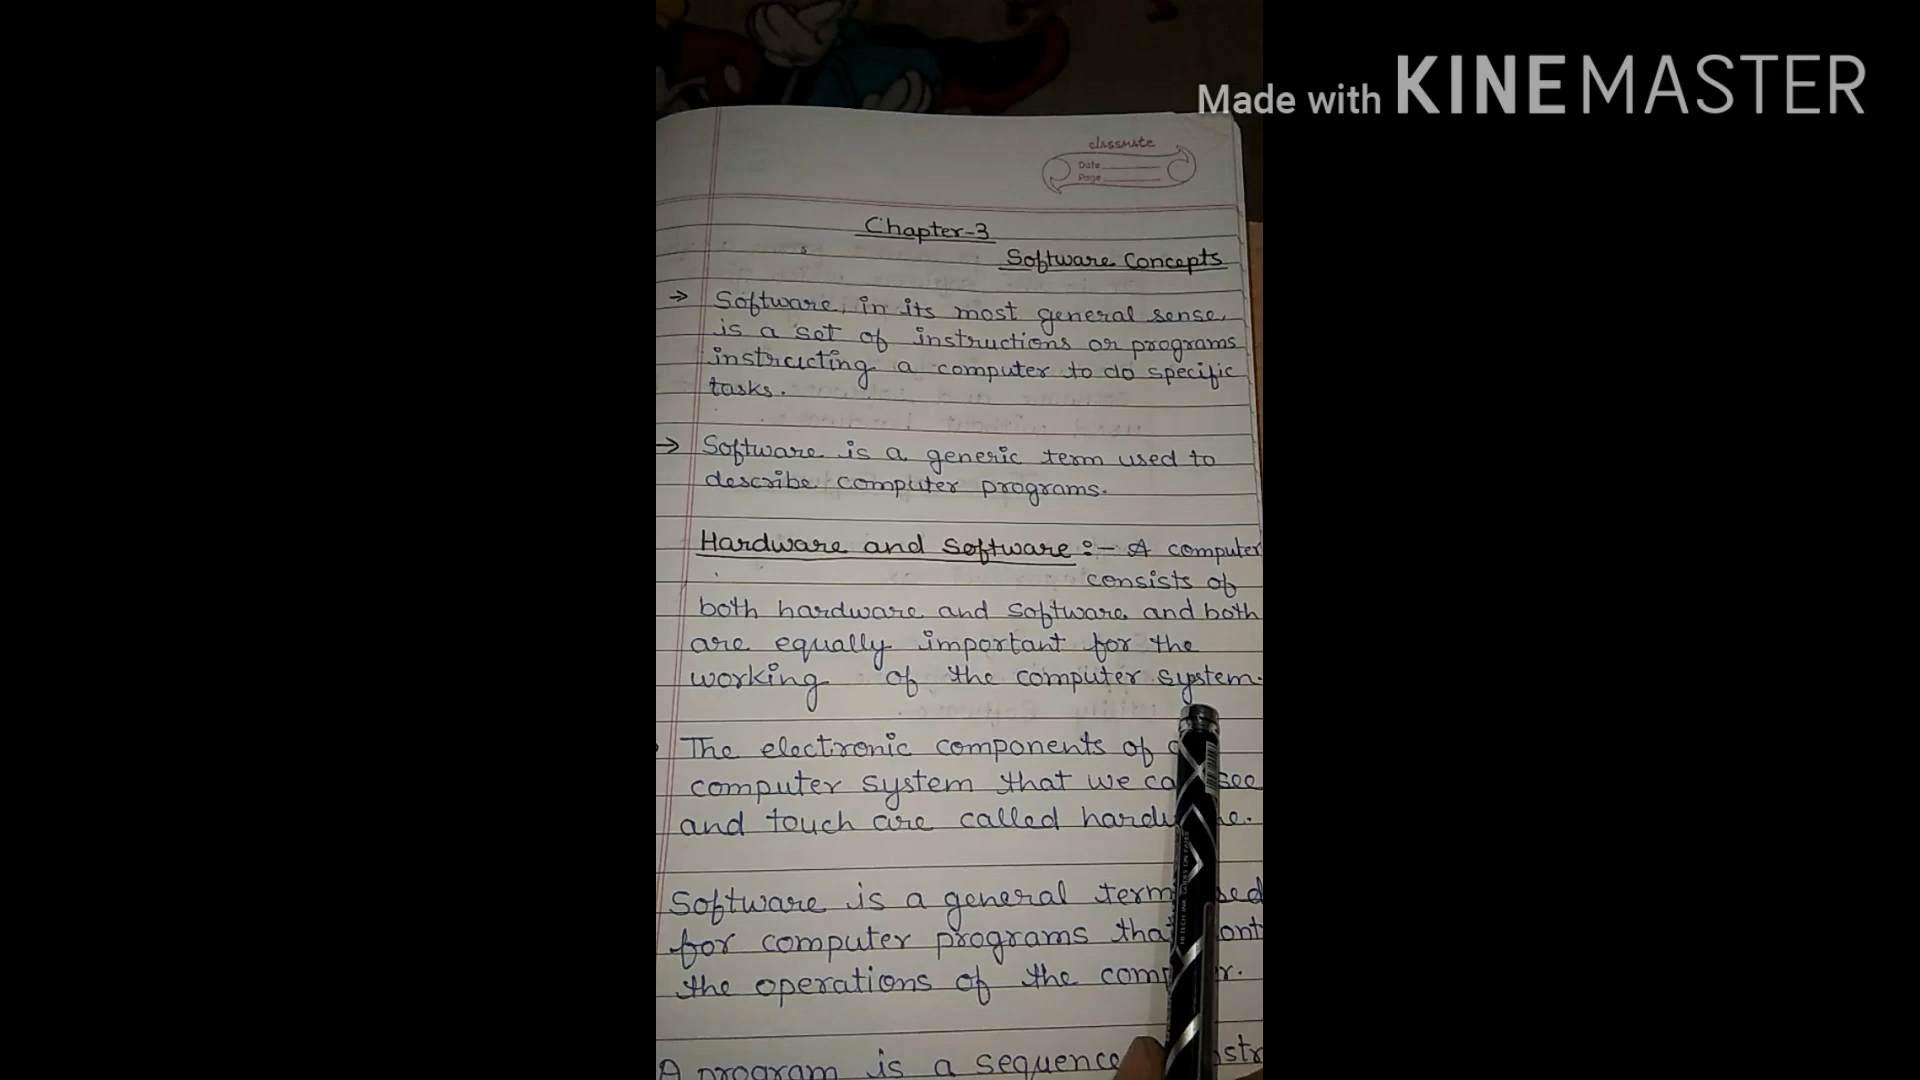 Made with KINEMASTER
classmate
Date
Page
Chapter-3
Software Concepts
→ Software, in its most general sense,
is a set of instructions or programs
instructing a computer to do specific
tasks.
→ Software is a generic term used to
describe computer programs.
Hardware and Software :- A computer
consists of
both hardware and software and both
are equally important for the
working of the computer system.
The electronic components of
computer system that we see
and touch are called
Software is a general term
for computer programs
the operations of the
A program is a sequence